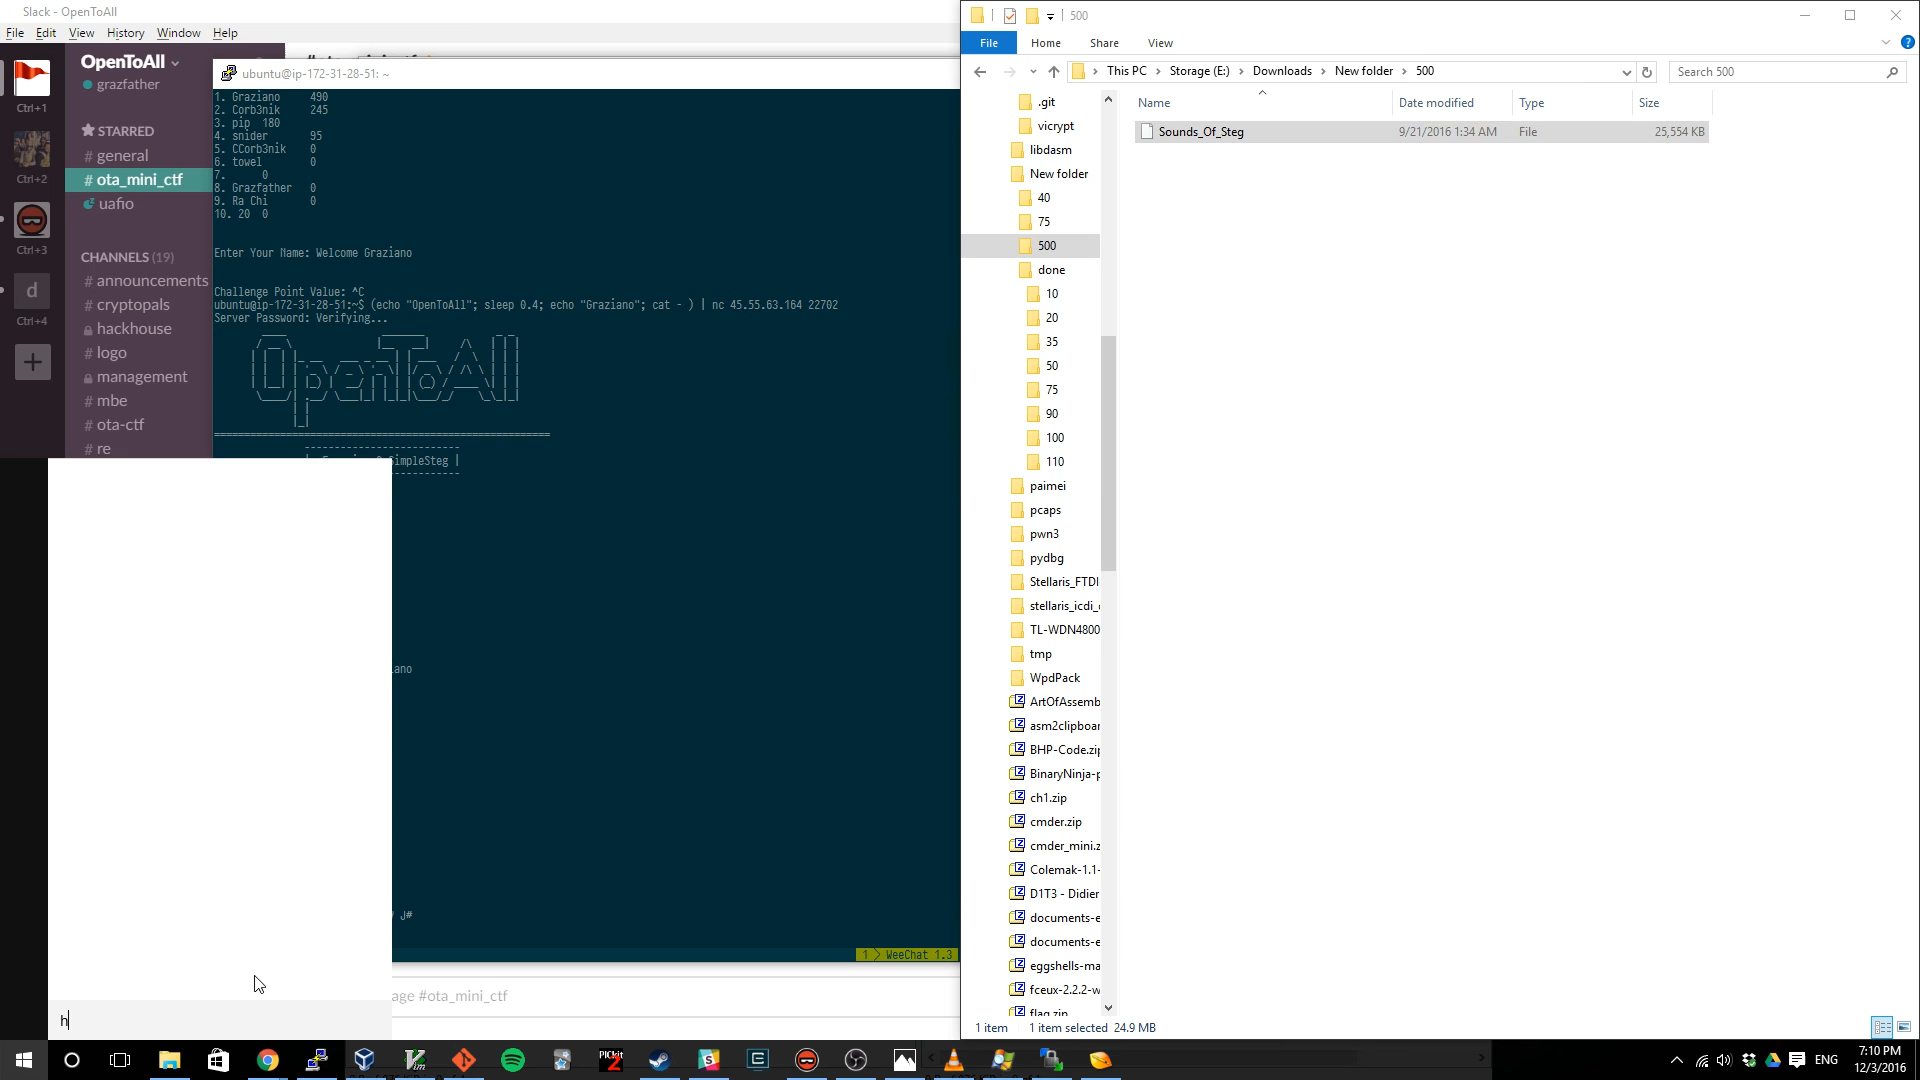 Slack - OpenToAll
File Edit View History Window Help
OpenToAll
grazfather
Ctrl+1
Ctrl+2
Ctrl+3
d
Ctrl+4
STARRED
# general
# ota_mini_ctf
uafio
CHANNELS (19)
# announcements
# cryptopals
hackhouse
# logo
management
# mbe
# ota-ctf
# re
ubuntu@ip-172-31-28-51: ~
1. Graziano 490
2. Corb3nik 245
3. pip 180
4. snider 95
5. CCorb3nik 0
6. towel 0
7. 0
8. Grazfather 0
9. Ra Chi 0
10. 20 0
Enter Your Name: Welcome Graziano
Challenge Point Value: ^C
ubuntu@ip-172-31-28-51:~$ (echo "OpenToAll"; sleep 0.4; echo "Graziano"; cat - ) | nc 45.55.63.164 22702
Server Password: Verifying...
OpenToAll
SimpleSteg |
ano
J#
1 > WeeChat 1.3
age #ota_mini_ctf
h
500
File Home Share View
This PC > Storage (E:) > Downloads > New folder > 500
Search 500
Name Date modified Type Size
Sounds_Of_Steg 9/21/2016 1:34 AM File 25,554 KB
.git
vicrypt
libdasm
New folder
40
75
500
done
10
20
35
50
75
90
100
110
paimei
pcaps
pwn3
pydbg
Stellaris_FTDI
stellaris_icdi_
TL-WDN4800
tmp
WpdPack
ArtOfAssemb
asm2clipboar
BHP-Code.zip
BinaryNinja-p
ch1.zip
cmder.zip
cmder_mini.z
Colemak-1.1-
D1T3 - Didier
documents-e
documents-e
eggshells-ma
fceux-2.2.2-w
flag.zip
1 item 1 item selected 24.9 MB
PICkit
ENG
7:10 PM
12/3/2016